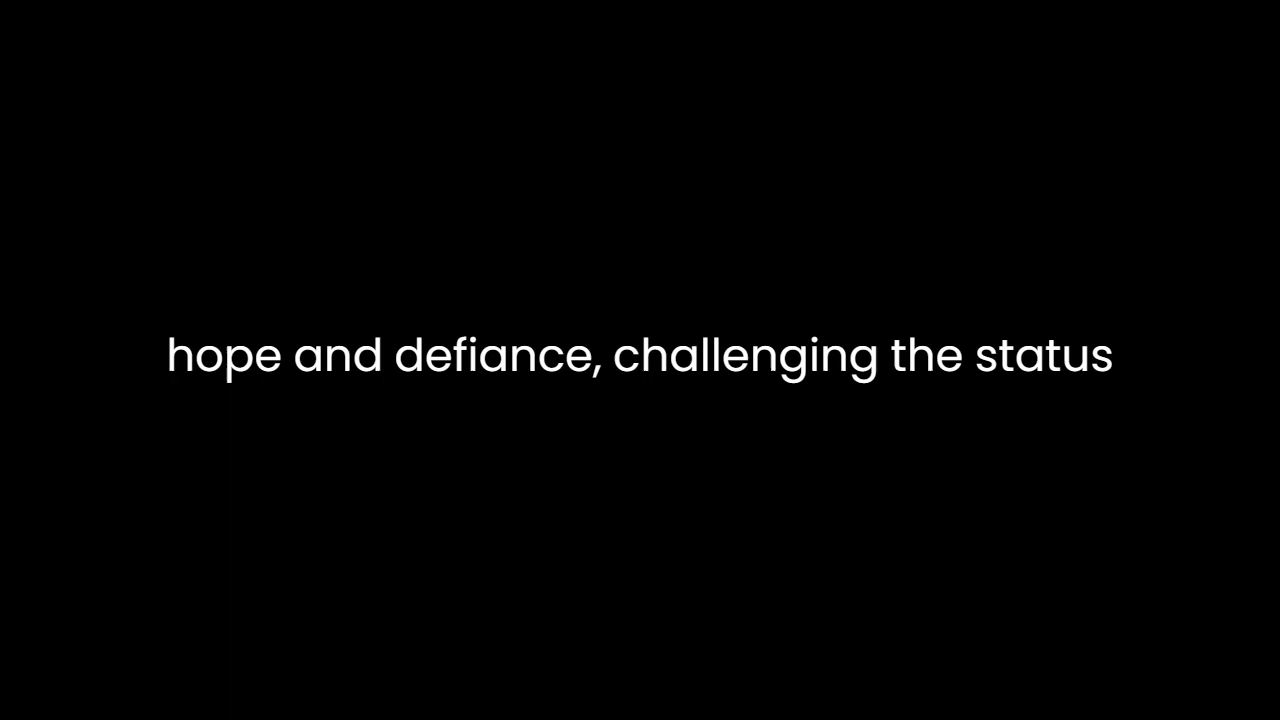 hope and defiance, challenging the status